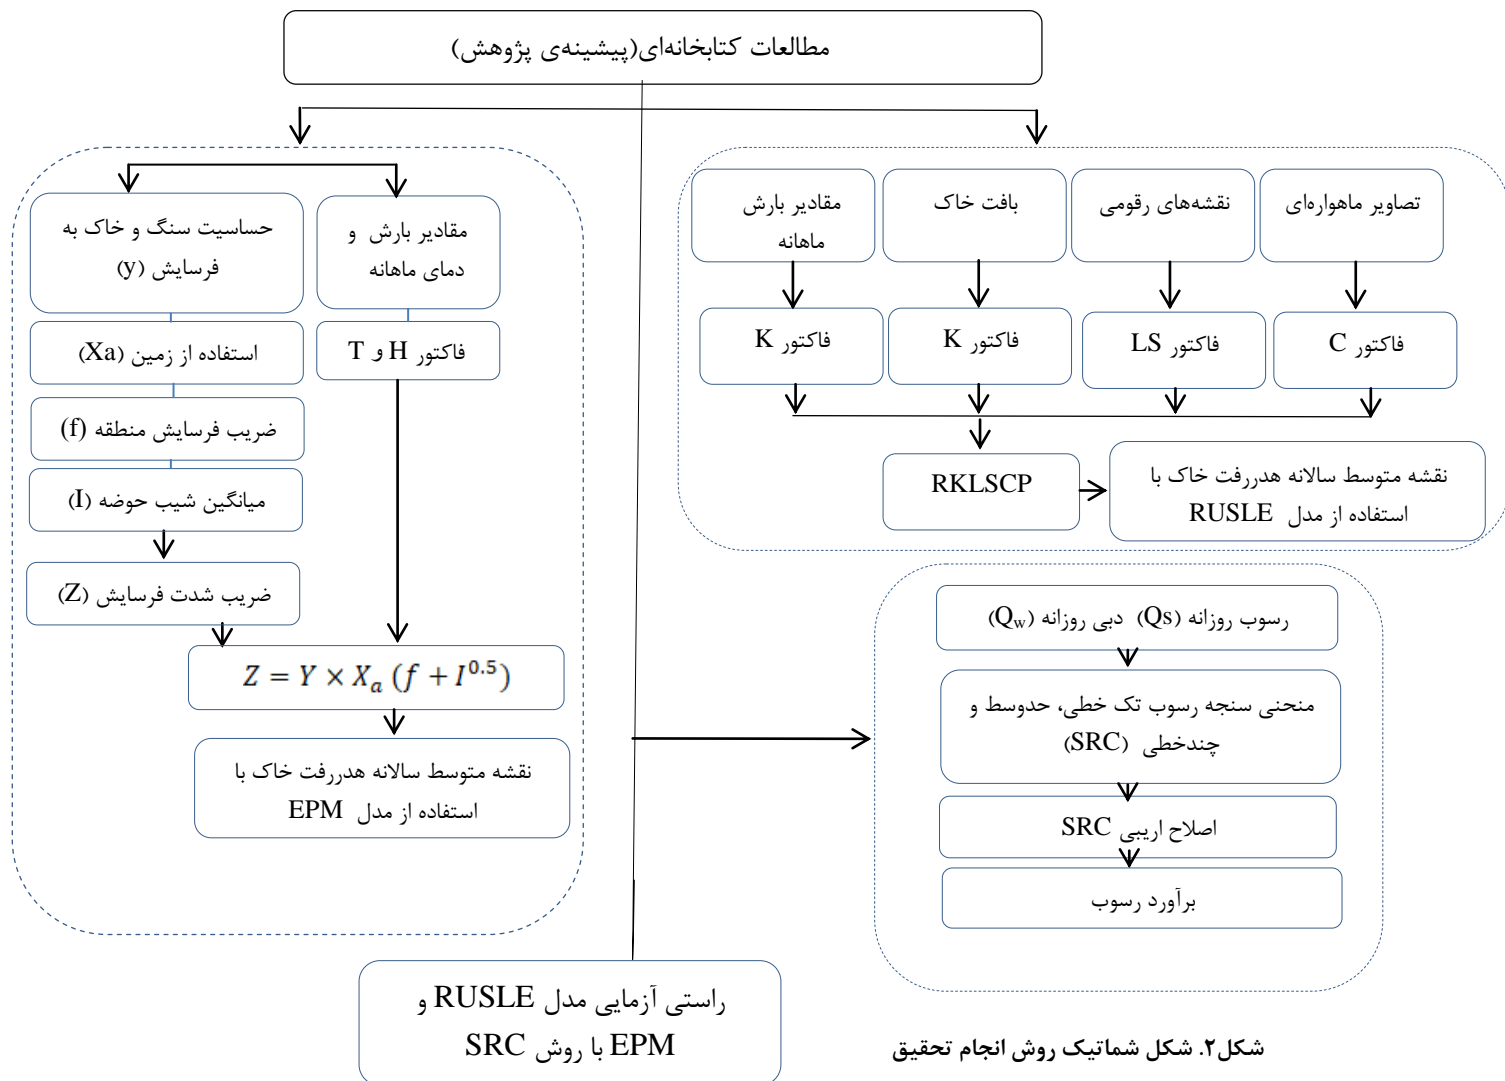 مطالعات کتابخانه‌ای(پیشینه‌ی پژوهش)
تصاویر ماهواره‌ای
نقشه‌های رقومی
بافت خاک
مقادیر بارش
ماهانه
فاکتور C
فاکتور LS
فاکتور K
فاکتور K
RKLSCP
نقشه متوسط سالانه هدررفت خاک با
استفاده از مدل RUSLE
مقادیر بارش و
دمای ماهانه
حساسیت سنگ و خاک به
فرسایش (y)
فاکتور H و T
استفاده از زمین (Xa)
ضریب فرسایش منطقه (f)
میانگین شیب حوضه (I)
ضریب شدت فرسایش (Z)
Z = Y × Xₐ (f + I^0.5)
نقشه متوسط سالانه هدررفت خاک با
استفاده از مدل EPM
رسوب روزانه (Qs) دبی روزانه (Qw)
منحنی سنجه رسوب تک خطی، حدوسط و
چندخطی (SRC)
اصلاح اریبی SRC
برآورد رسوب
راستی آزمایی مدل RUSLE و
EPM با روش SRC
شکل۲. شکل شماتیک روش انجام تحقیق